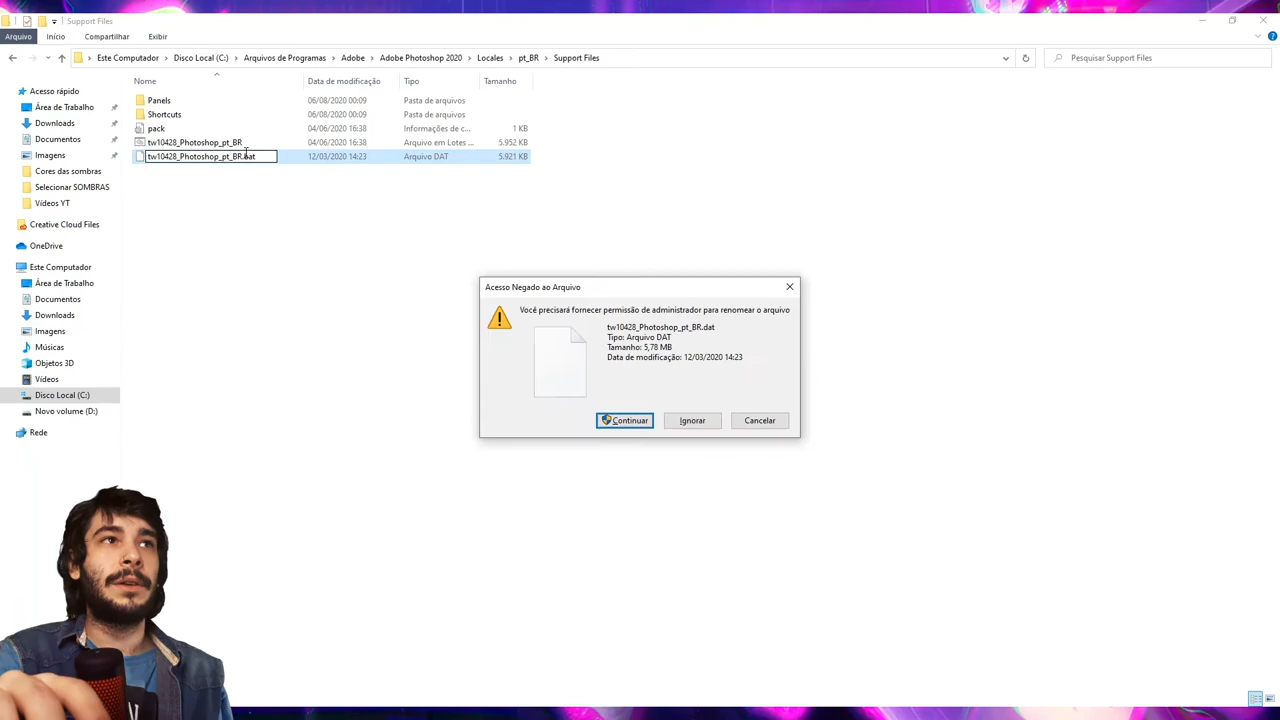 Support Files
Arquivo Início Compartilhar Exibir
Este Computador Disco Local (C:) Arquivos de Programas Adobe Adobe Photoshop 2020 Locales pt_BR Support Files
Pesquisar Support Files
Nome Data de modificação Tipo Tamanho
Panels 06/08/2020 00:09 Pasta de arquivos
Shortcuts 06/08/2020 00:09 Pasta de arquivos
pack 04/06/2020 16:38 Informações de c... 1 KB
tw10428_Photoshop_pt_BR 04/06/2020 16:38 Arquivo em Lotes ... 5.952 KB
tw10428_Photoshop_pt_BR.bat 12/03/2020 14:23 Arquivo DAT 5.921 KB
Acesso rápido
Área de Trabalho
Downloads
Documentos
Imagens
Cores das sombras
Selecionar SOMBRAS
Vídeos YT
Creative Cloud Files
OneDrive
Este Computador
Área de Trabalho
Documentos
Downloads
Imagens
Músicas
Objetos 3D
Vídeos
Disco Local (C:)
Novo volume (D:)
Rede
Acesso Negado ao Arquivo
Você precisará fornecer permissão de administrador para renomear o arquivo
tw10428_Photoshop_pt_BR.dat
Tipo: Arquivo DAT
Tamanho: 5,78 MB
Data de modificação: 12/03/2020 14:23
Continuar Ignorar Cancelar